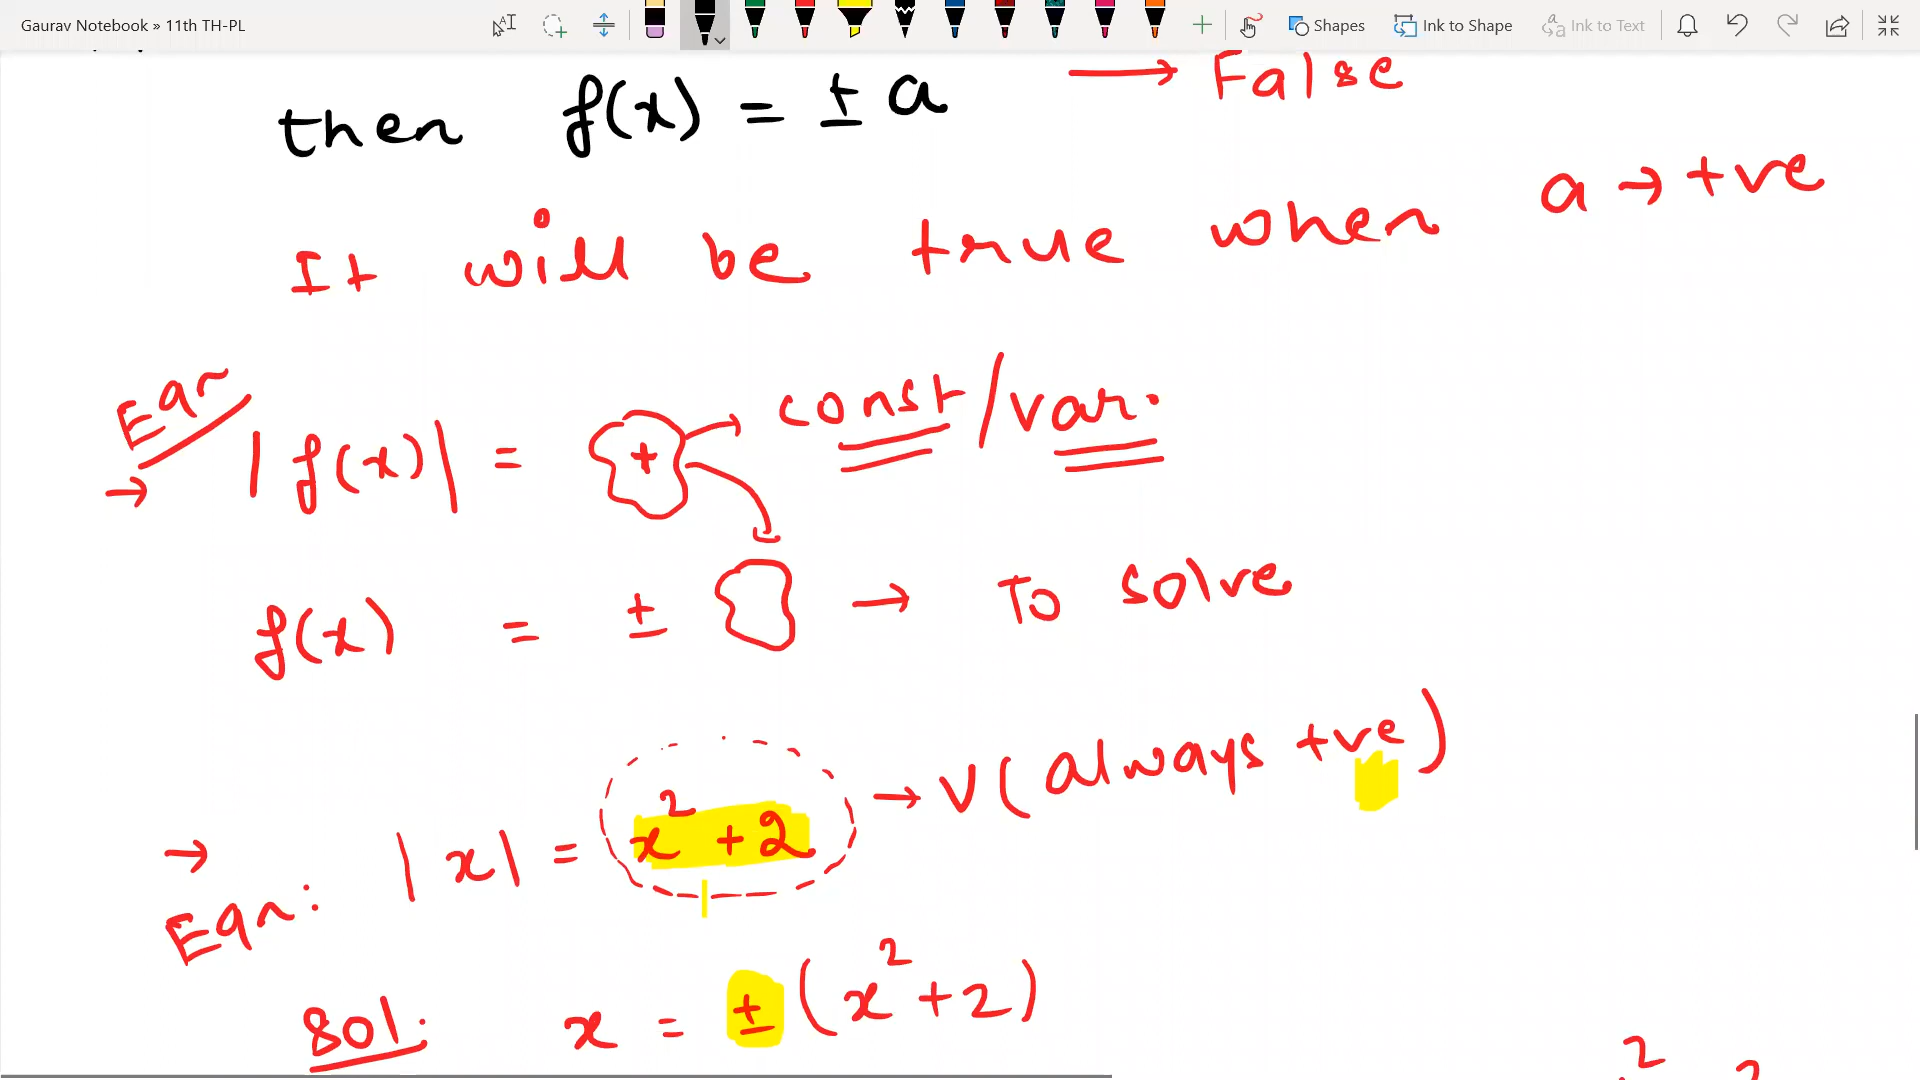 Gaurav Notebook » 11th TH-PL
Shapes
Ink to Shape
Ink to Text
then f(x) = ± a → False
It will be true when a → +ve
Eqn
→ |f(x)| = + const/var.
f(x) = ± → To solve
→ |x| = x² + 2 → V (always +ve)
Eqn:
Sol: x = ± (x² + 2)